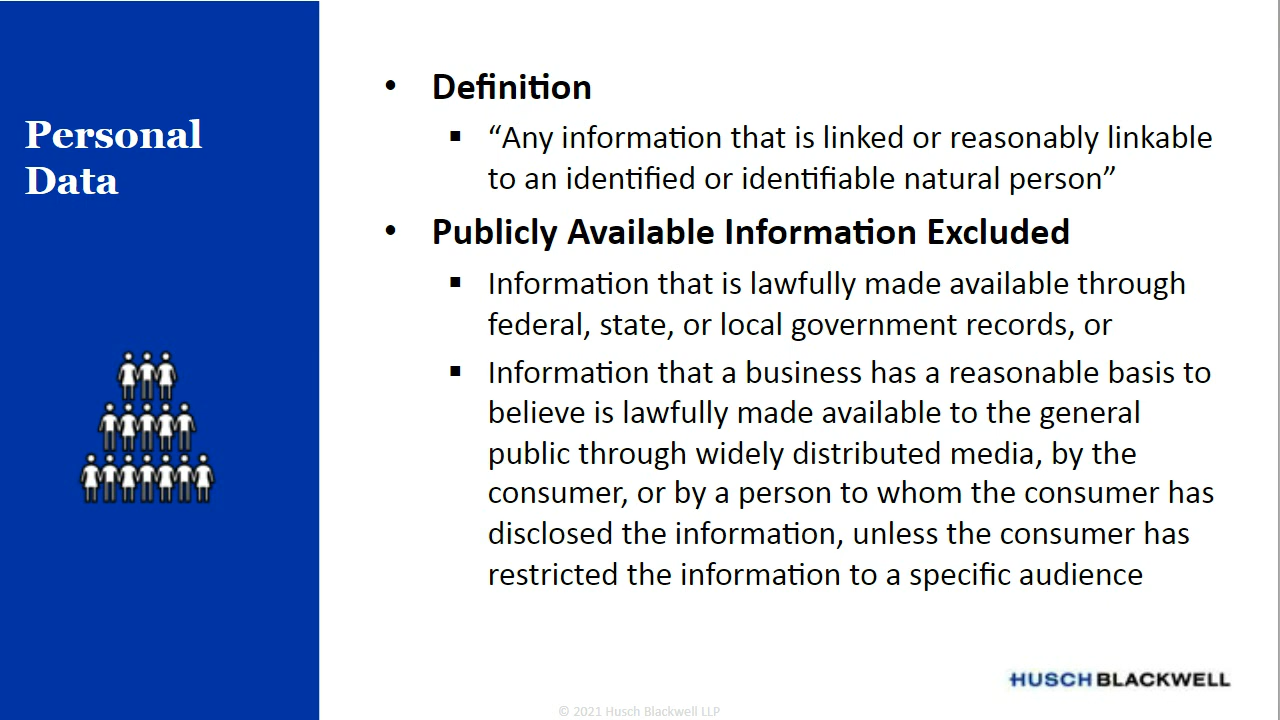 Personal
Data
• Definition
▪ “Any information that is linked or reasonably linkable
to an identified or identifiable natural person”
• Publicly Available Information Excluded
▪ Information that is lawfully made available through
federal, state, or local government records, or
▪ Information that a business has a reasonable basis to
believe is lawfully made available to the general
public through widely distributed media, by the
consumer, or by a person to whom the consumer has
disclosed the information, unless the consumer has
restricted the information to a specific audience
HUSCH BLACKWELL
© 2021 Husch Blackwell LLP